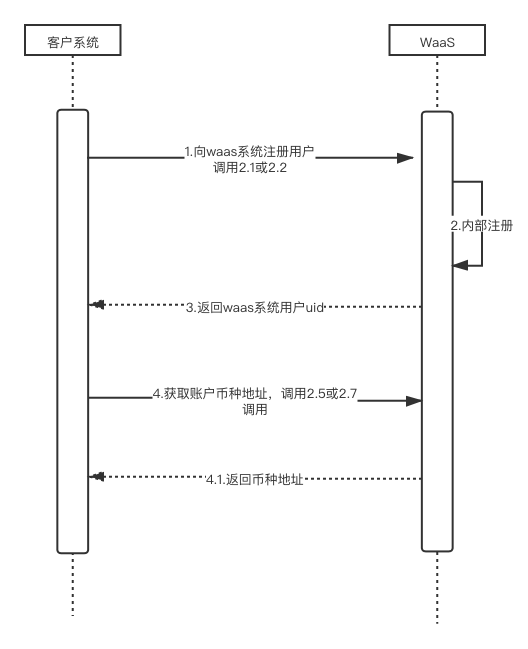 客户系统
WaaS
1.向waas系统注册用户
调用2.1或2.2
2.内部注册
3.返回waas系统用户uid
4.获取账户币种地址，调用2.5或2.7
调用
4.1.返回币种地址